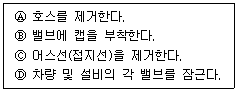 Ⓐ 호스를 제거한다.
Ⓑ 밸브에 캡을 부착한다.
Ⓒ 어스선(접지선)을 제거한다.
Ⓓ 차량 및 설비의 각 밸브를 잠근다.